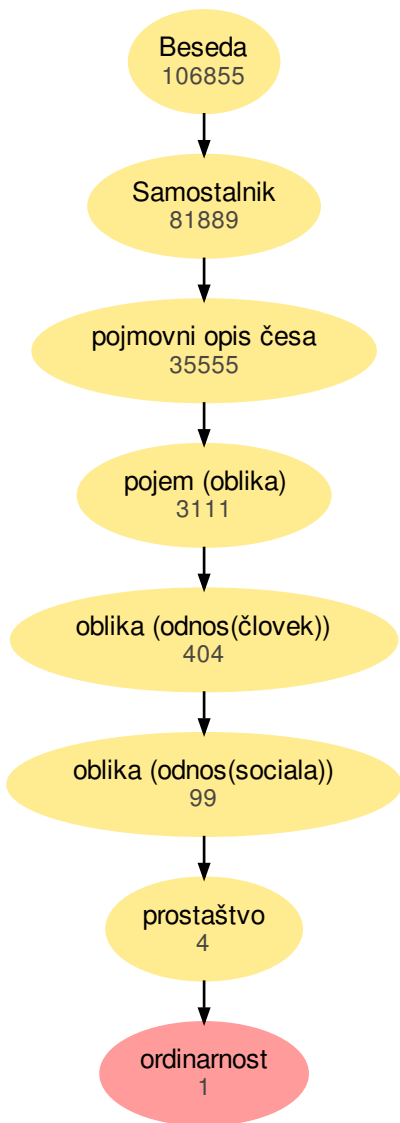 Beseda
106855
Samostalnik
81889
pojmovni opis česa
35555
pojem (oblika)
3111
oblika (odnos(človek))
404
oblika (odnos(sociala))
99
prostaštvo
4
ordinarnost
1